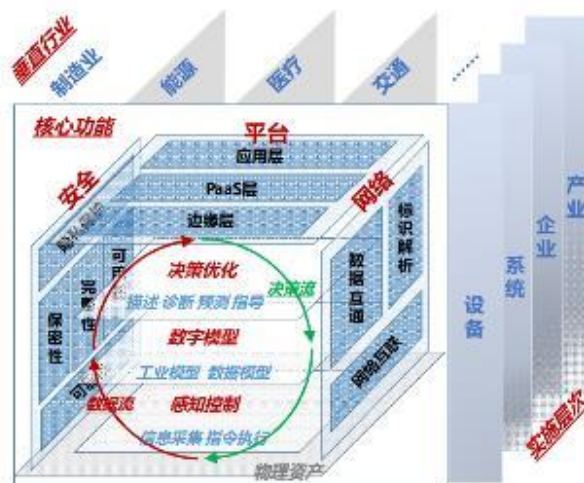 垂直行业
制造业
能源
医疗
交通
......
核心功能
平台
应用层
安全
PaaS层
网络
边缘层
标识解析
数据互通
网络互联
保密性
完整性
决策优化
决策流
描述 诊断 预测 指导
数字模型
工业模型 数据模型
数据流
感知控制
信息采集 指令执行
物理资产
设备
系统
企业
产业
实施层次